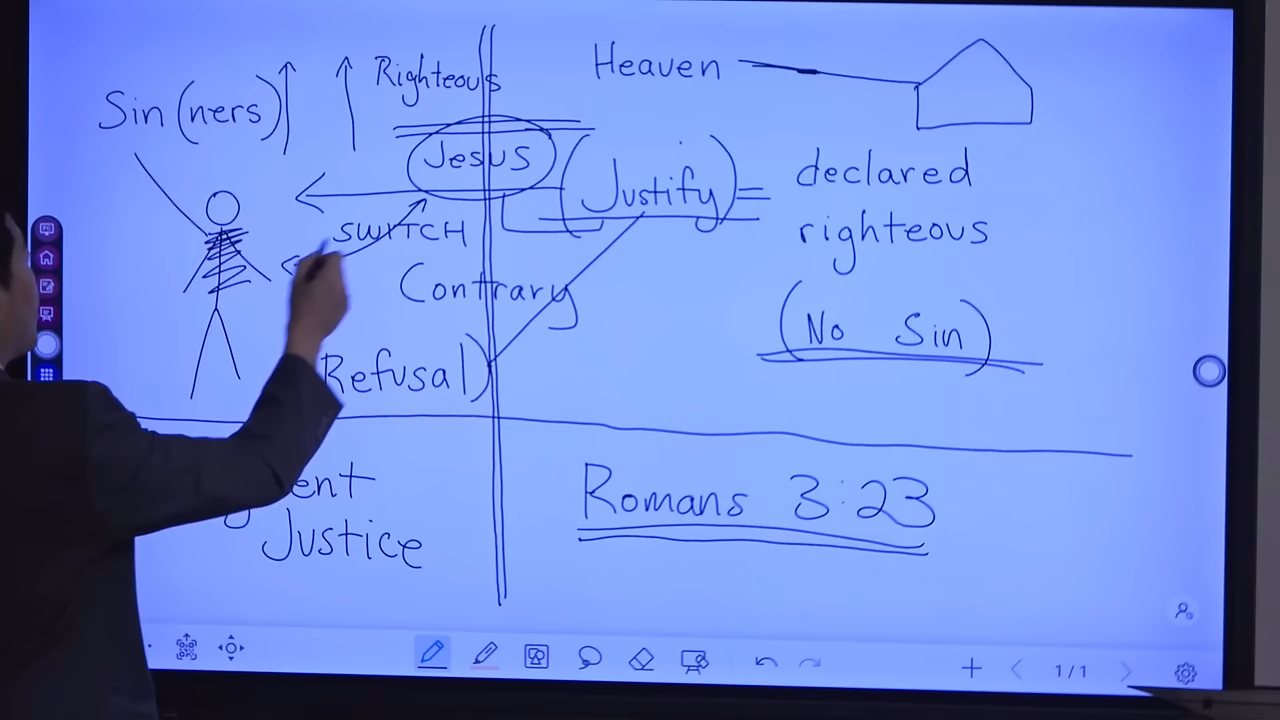 Sin(ners)
Righteous
Heaven
Jesus
(Justify) =
declared
righteous
SWITCH
Contrary
(No Sin)
Refusal)
ent
Justice
Romans 3:23
1/1